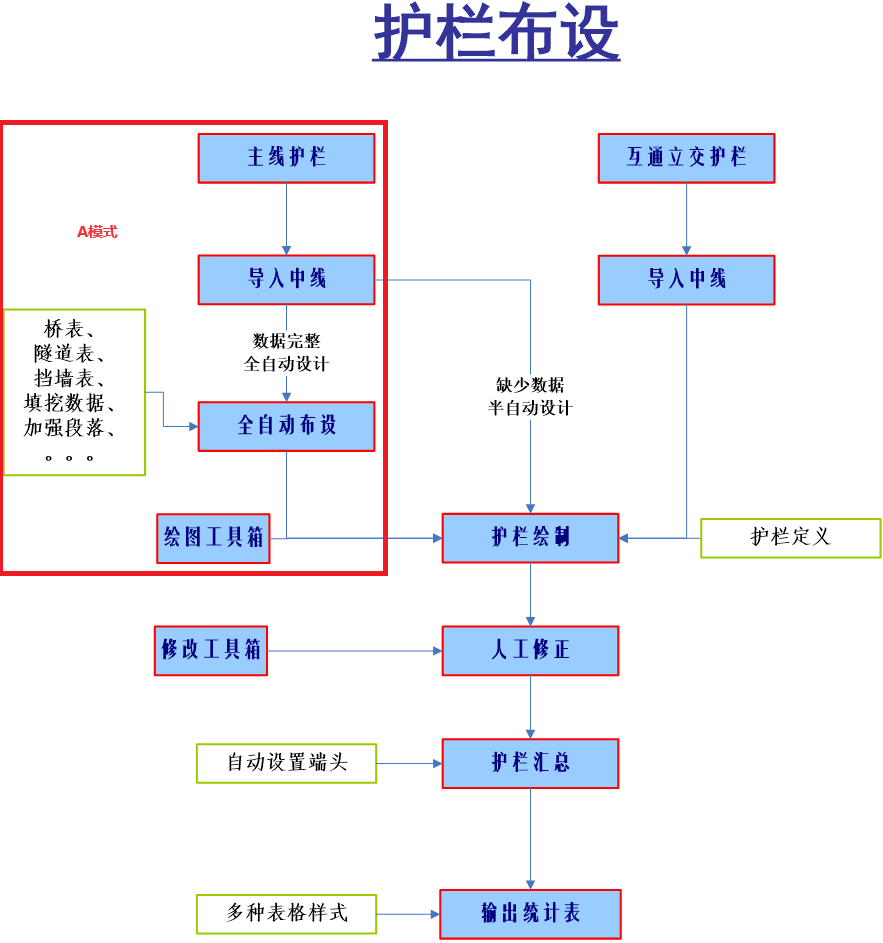 护栏布设
主线护栏
互通立交护栏
A模式
导入中线
导入中线
桥表、
隧道表、
挡墙表、
填挖数据、
加强段落、
。。。
数据完整
全自动设计
缺少数据
半自动设计
全自动布设
绘图工具箱
护栏绘制
护栏定义
修改工具箱
人工修正
自动设置端头
护栏汇总
多种表格样式
输出统计表